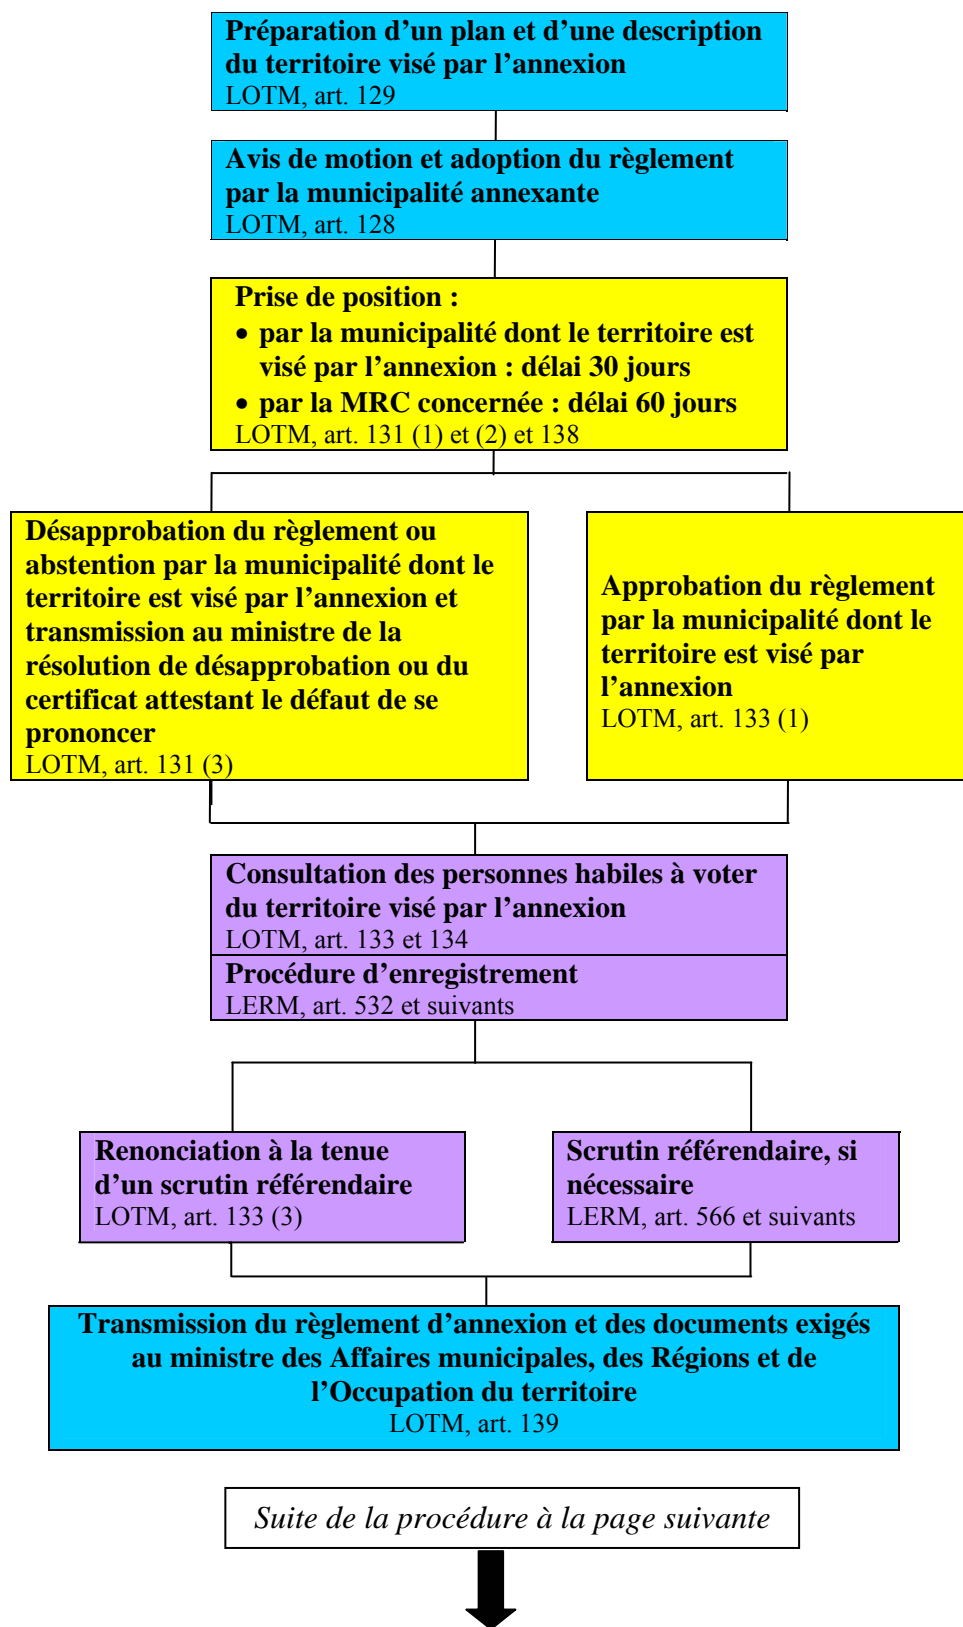 Préparation d’un plan et d’une description
du territoire visé par l’annexion
LOTM, art. 129
Avis de motion et adoption du règlement
par la municipalité annexante
LOTM, art. 128
Prise de position :
• par la municipalité dont le territoire est
visé par l’annexion : délai 30 jours
• par la MRC concernée : délai 60 jours
LOTM, art. 131 (1) et (2) et 138
Désapprobation du règlement ou
abstention par la municipalité dont le
territoire est visé par l’annexion et
transmission au ministre de la
résolution de désapprobation ou du
certificat attestant le défaut de se
prononcer
LOTM, art. 131 (3)
Approbation du règlement
par la municipalité dont le
territoire est visé par
l’annexion
LOTM, art. 133 (1)
Consultation des personnes habiles à voter
du territoire visé par l’annexion
LOTM, art. 133 et 134
Procédure d’enregistrement
LERM, art. 532 et suivants
Renonciation à la tenue
d’un scrutin référendaire
LOTM, art. 133 (3)
Scrutin référendaire, si
nécessaire
LERM, art. 566 et suivants
Transmission du règlement d’annexion et des documents exigés
au ministre des Affaires municipales, des Régions et de
l’Occupation du territoire
LOTM, art. 139
Suite de la procédure à la page suivante